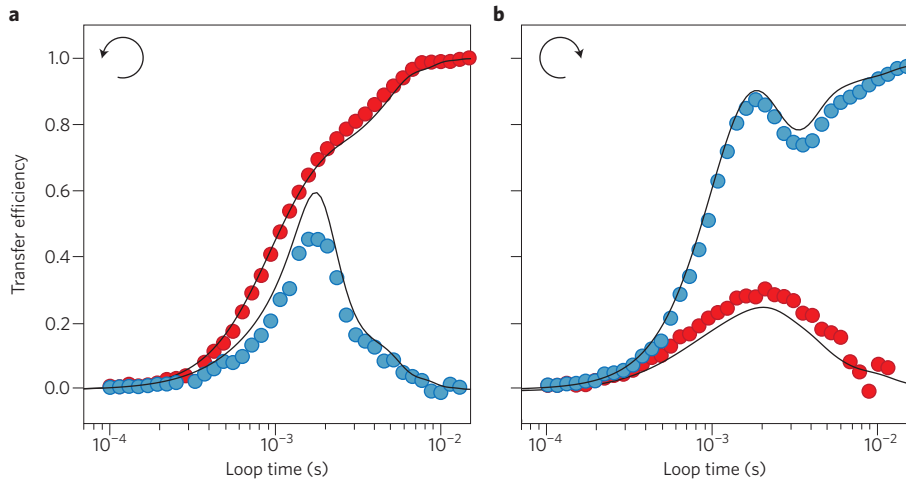 a
b
Transfer efficiency
1.0
0.8
0.6
0.4
0.2
0.0
10⁻⁴
10⁻³
10⁻²
Loop time (s)
10⁻⁴
10⁻³
10⁻²
Loop time (s)